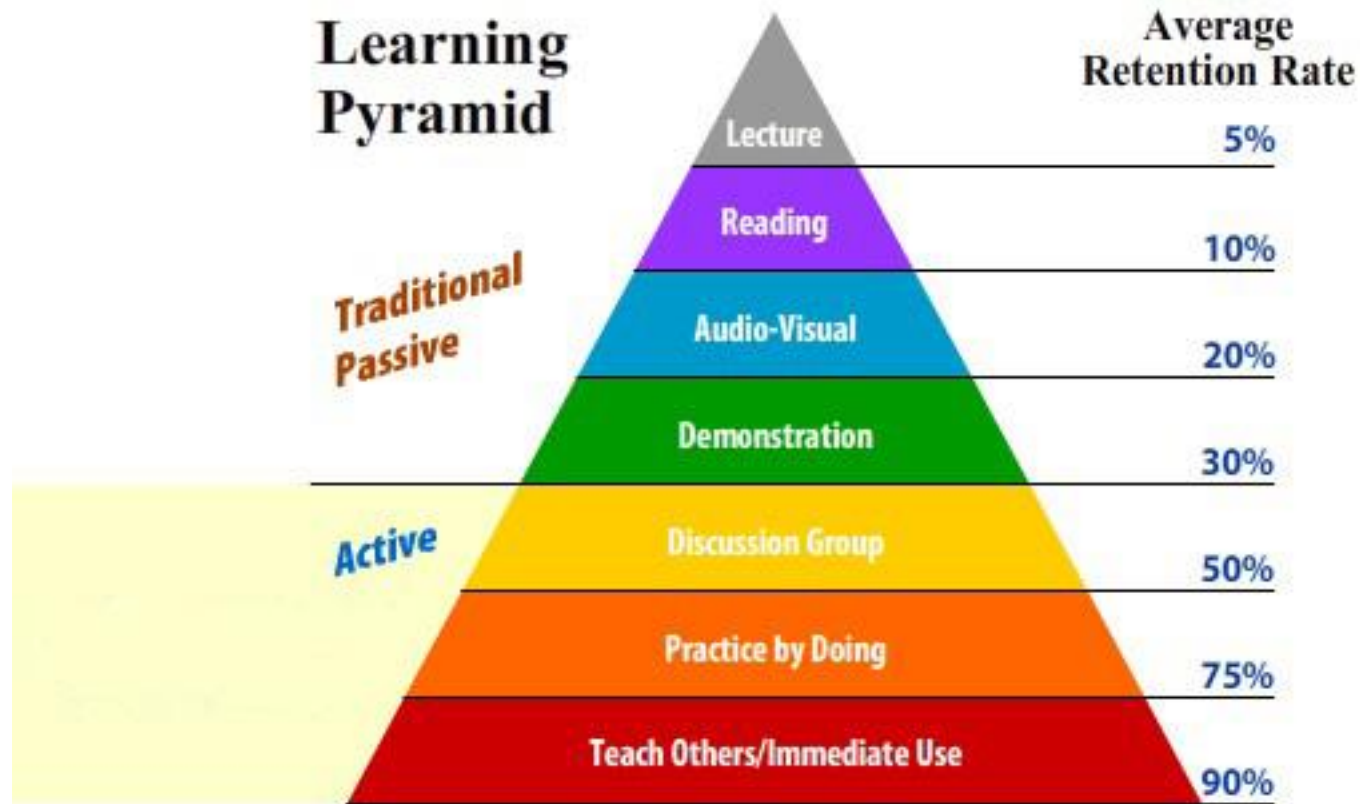 Learning
Pyramid
Average
Retention Rate
Lecture
5%
Reading
10%
Traditional
Passive
Audio-Visual
20%
Demonstration
30%
Active
Discussion Group
50%
Practice by Doing
75%
Teach Others/Immediate Use
90%